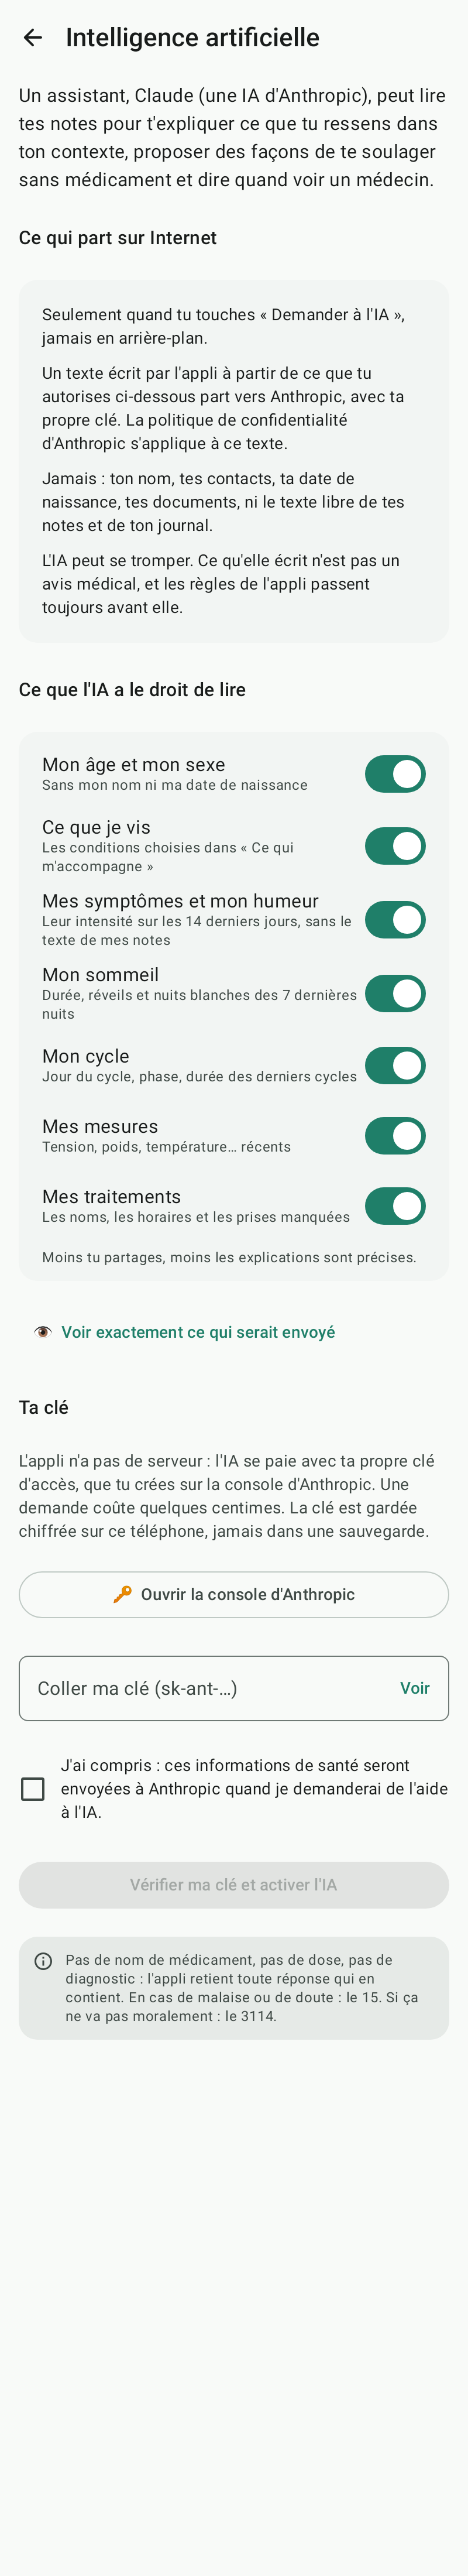 Intelligence artificielle
Un assistant, Claude (une IA d'Anthropic), peut lire
tes notes pour t'expliquer ce que tu ressens dans
ton contexte, proposer des façons de te soulager
sans médicament et dire quand voir un médecin.
Ce qui part sur Internet
Seulement quand tu touches « Demander à l'IA »,
jamais en arrière-plan.
Un texte écrit par l'appli à partir de ce que tu
autorises ci-dessous part vers Anthropic, avec ta
propre clé. La politique de confidentialité
d'Anthropic s'applique à ce texte.
Jamais : ton nom, tes contacts, ta date de
naissance, tes documents, ni le texte libre de tes
notes et de ton journal.
L'IA peut se tromper. Ce qu'elle écrit n'est pas un
avis médical, et les règles de l'appli passent
toujours avant elle.
Ce que l'IA a le droit de lire
Mon âge et mon sexe
Sans mon nom ni ma date de naissance
Ce que je vis
Les conditions choisies dans « Ce qui
m'accompagne »
Mes symptômes et mon humeur
Leur intensité sur les 14 derniers jours, sans le
texte de mes notes
Mon sommeil
Durée, réveils et nuits blanches des 7 dernières
nuits
Mon cycle
Jour du cycle, phase, durée des derniers cycles
Mes mesures
Tension, poids, température… récents
Mes traitements
Les noms, les horaires et les prises manquées
Moins tu partages, moins les explications sont précises.
Voir exactement ce qui serait envoyé
Ta clé
L'appli n'a pas de serveur : l'IA se paie avec ta propre clé
d'accès, que tu crées sur la console d'Anthropic. Une
demande coûte quelques centimes. La clé est gardée
chiffrée sur ce téléphone, jamais dans une sauvegarde.
Ouvrir la console d'Anthropic
Coller ma clé (sk-ant-…) Voir
J'ai compris : ces informations de santé seront
envoyées à Anthropic quand je demanderai de l'aide
à l'IA.
Vérifier ma clé et activer l'IA
Pas de nom de médicament, pas de dose, pas de
diagnostic : l'appli retient toute réponse qui en
contient. En cas de malaise ou de doute : le 15. Si ça
ne va pas moralement : le 3114.